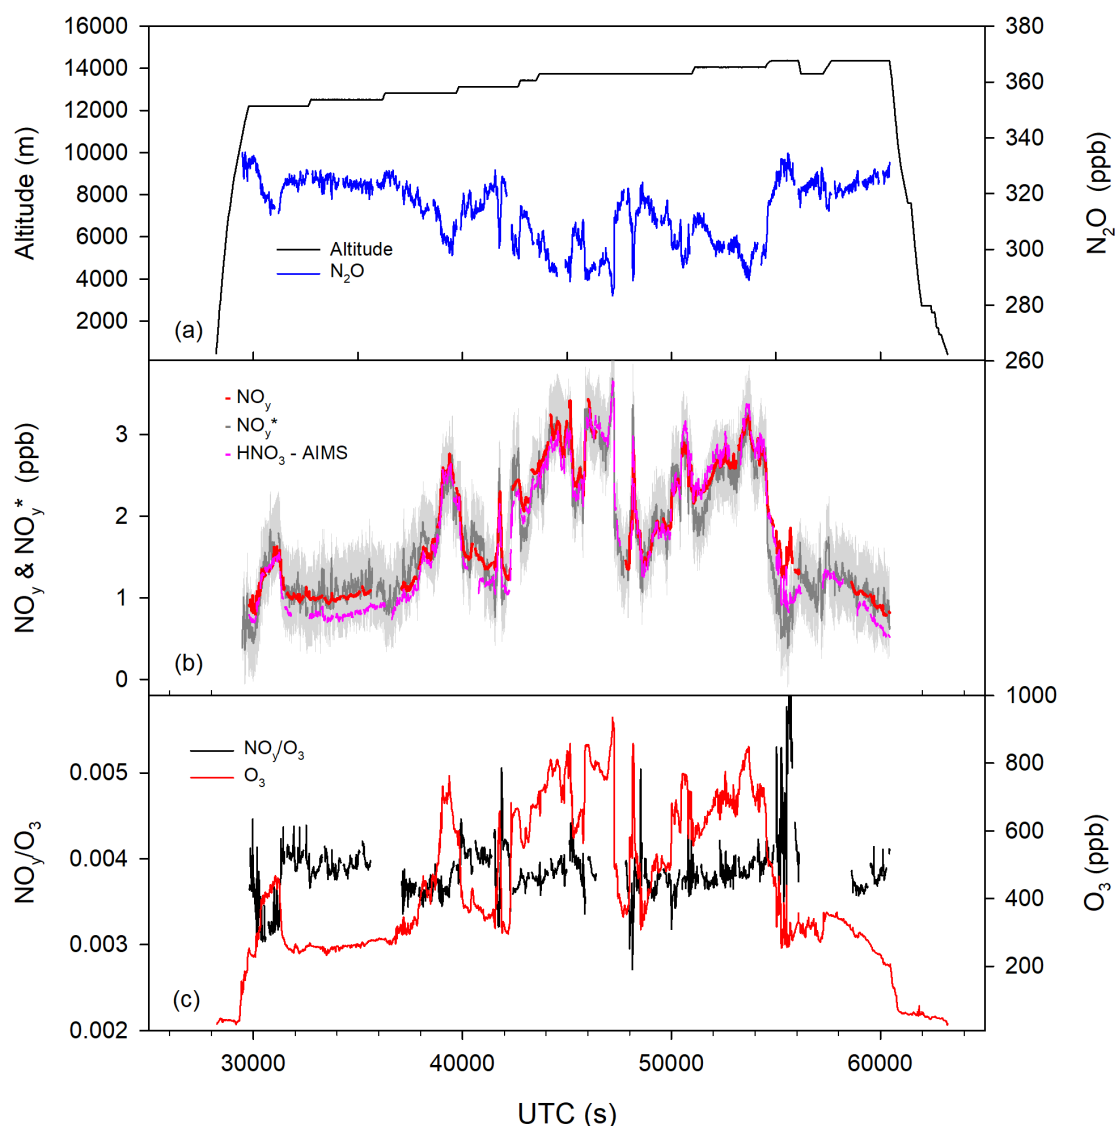 16000
14000
12000
10000
8000
6000
4000
2000
Altitude (m)
380
360
340
320
300
280
260
N₂O (ppb)
Altitude
N₂O
(a)
3
2
1
0
NOy & NOy* (ppb)
NOy
NOy*
HNO₃ - AIMS
(b)
0.005
0.004
0.003
0.002
NOy/O₃
1000
800
600
400
200
O₃ (ppb)
NOy/O₃
O₃
(c)
30000 40000 50000 60000
UTC (s)